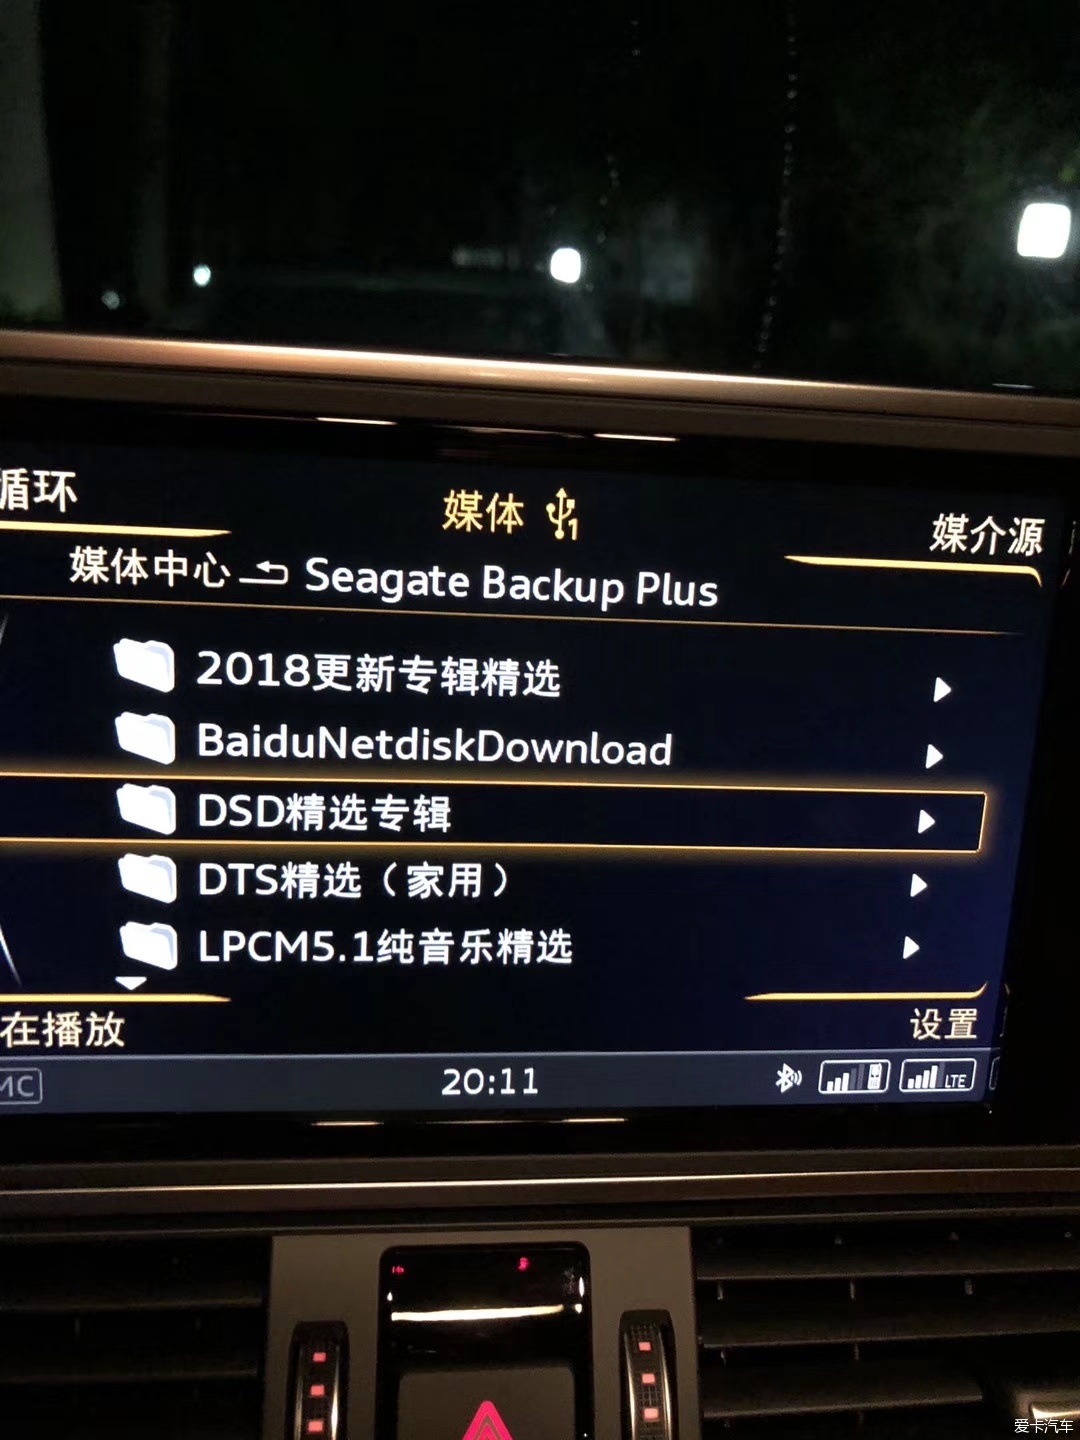 循环
媒体 1
媒介源
媒体中心 Seagate Backup Plus
2018更新专辑精选
BaiduNetdiskDownload
DSD精选专辑
DTS精选（家用）
LPCM5.1纯音乐精选
在播放
设置
MC
20:11
LTE
爱卡汽车